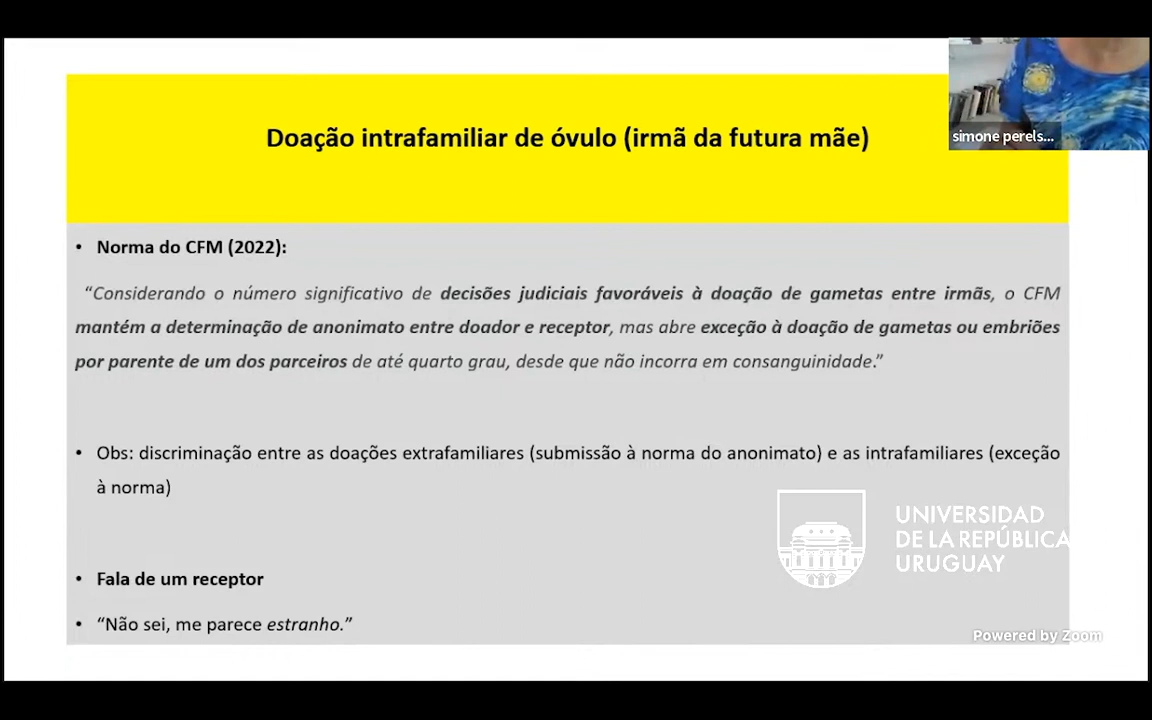 simone perels...
Doação intrafamiliar de óvulo (irmã da futura mãe)
• Norma do CFM (2022):
“Considerando o número significativo de decisões judiciais favoráveis à doação de gametas entre irmãs, o CFM
mantém a determinação de anonimato entre doador e receptor, mas abre exceção à doação de gametas ou embriões
por parente de um dos parceiros de até quarto grau, desde que não incorra em consanguinidade.”
• Obs: discriminação entre as doações extrafamiliares (submissão à norma do anonimato) e as intrafamiliares (exceção
à norma)
UNIVERSIDAD
DE LA REPÚBLICA
URUGUAY
• Fala de um receptor
• “Não sei, me parece estranho.”
Powered by Zoom